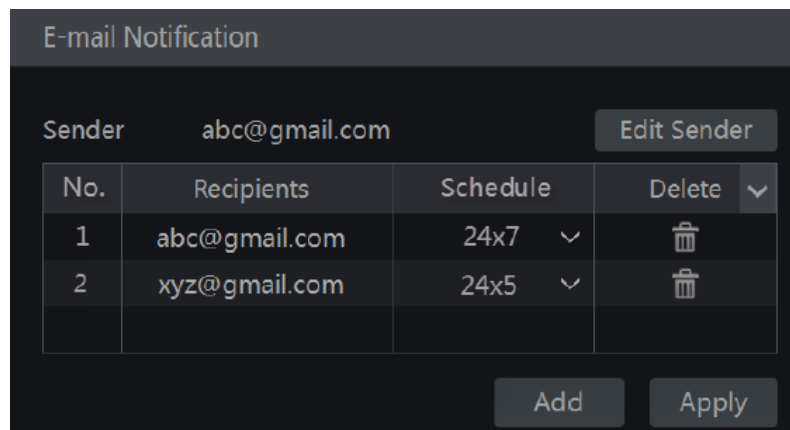 E-mail Notification
Sender abc@gmail.com Edit Sender
No. Recipients Schedule Delete
1 abc@gmail.com 24x7
2 xyz@gmail.com 24x5
Add Apply